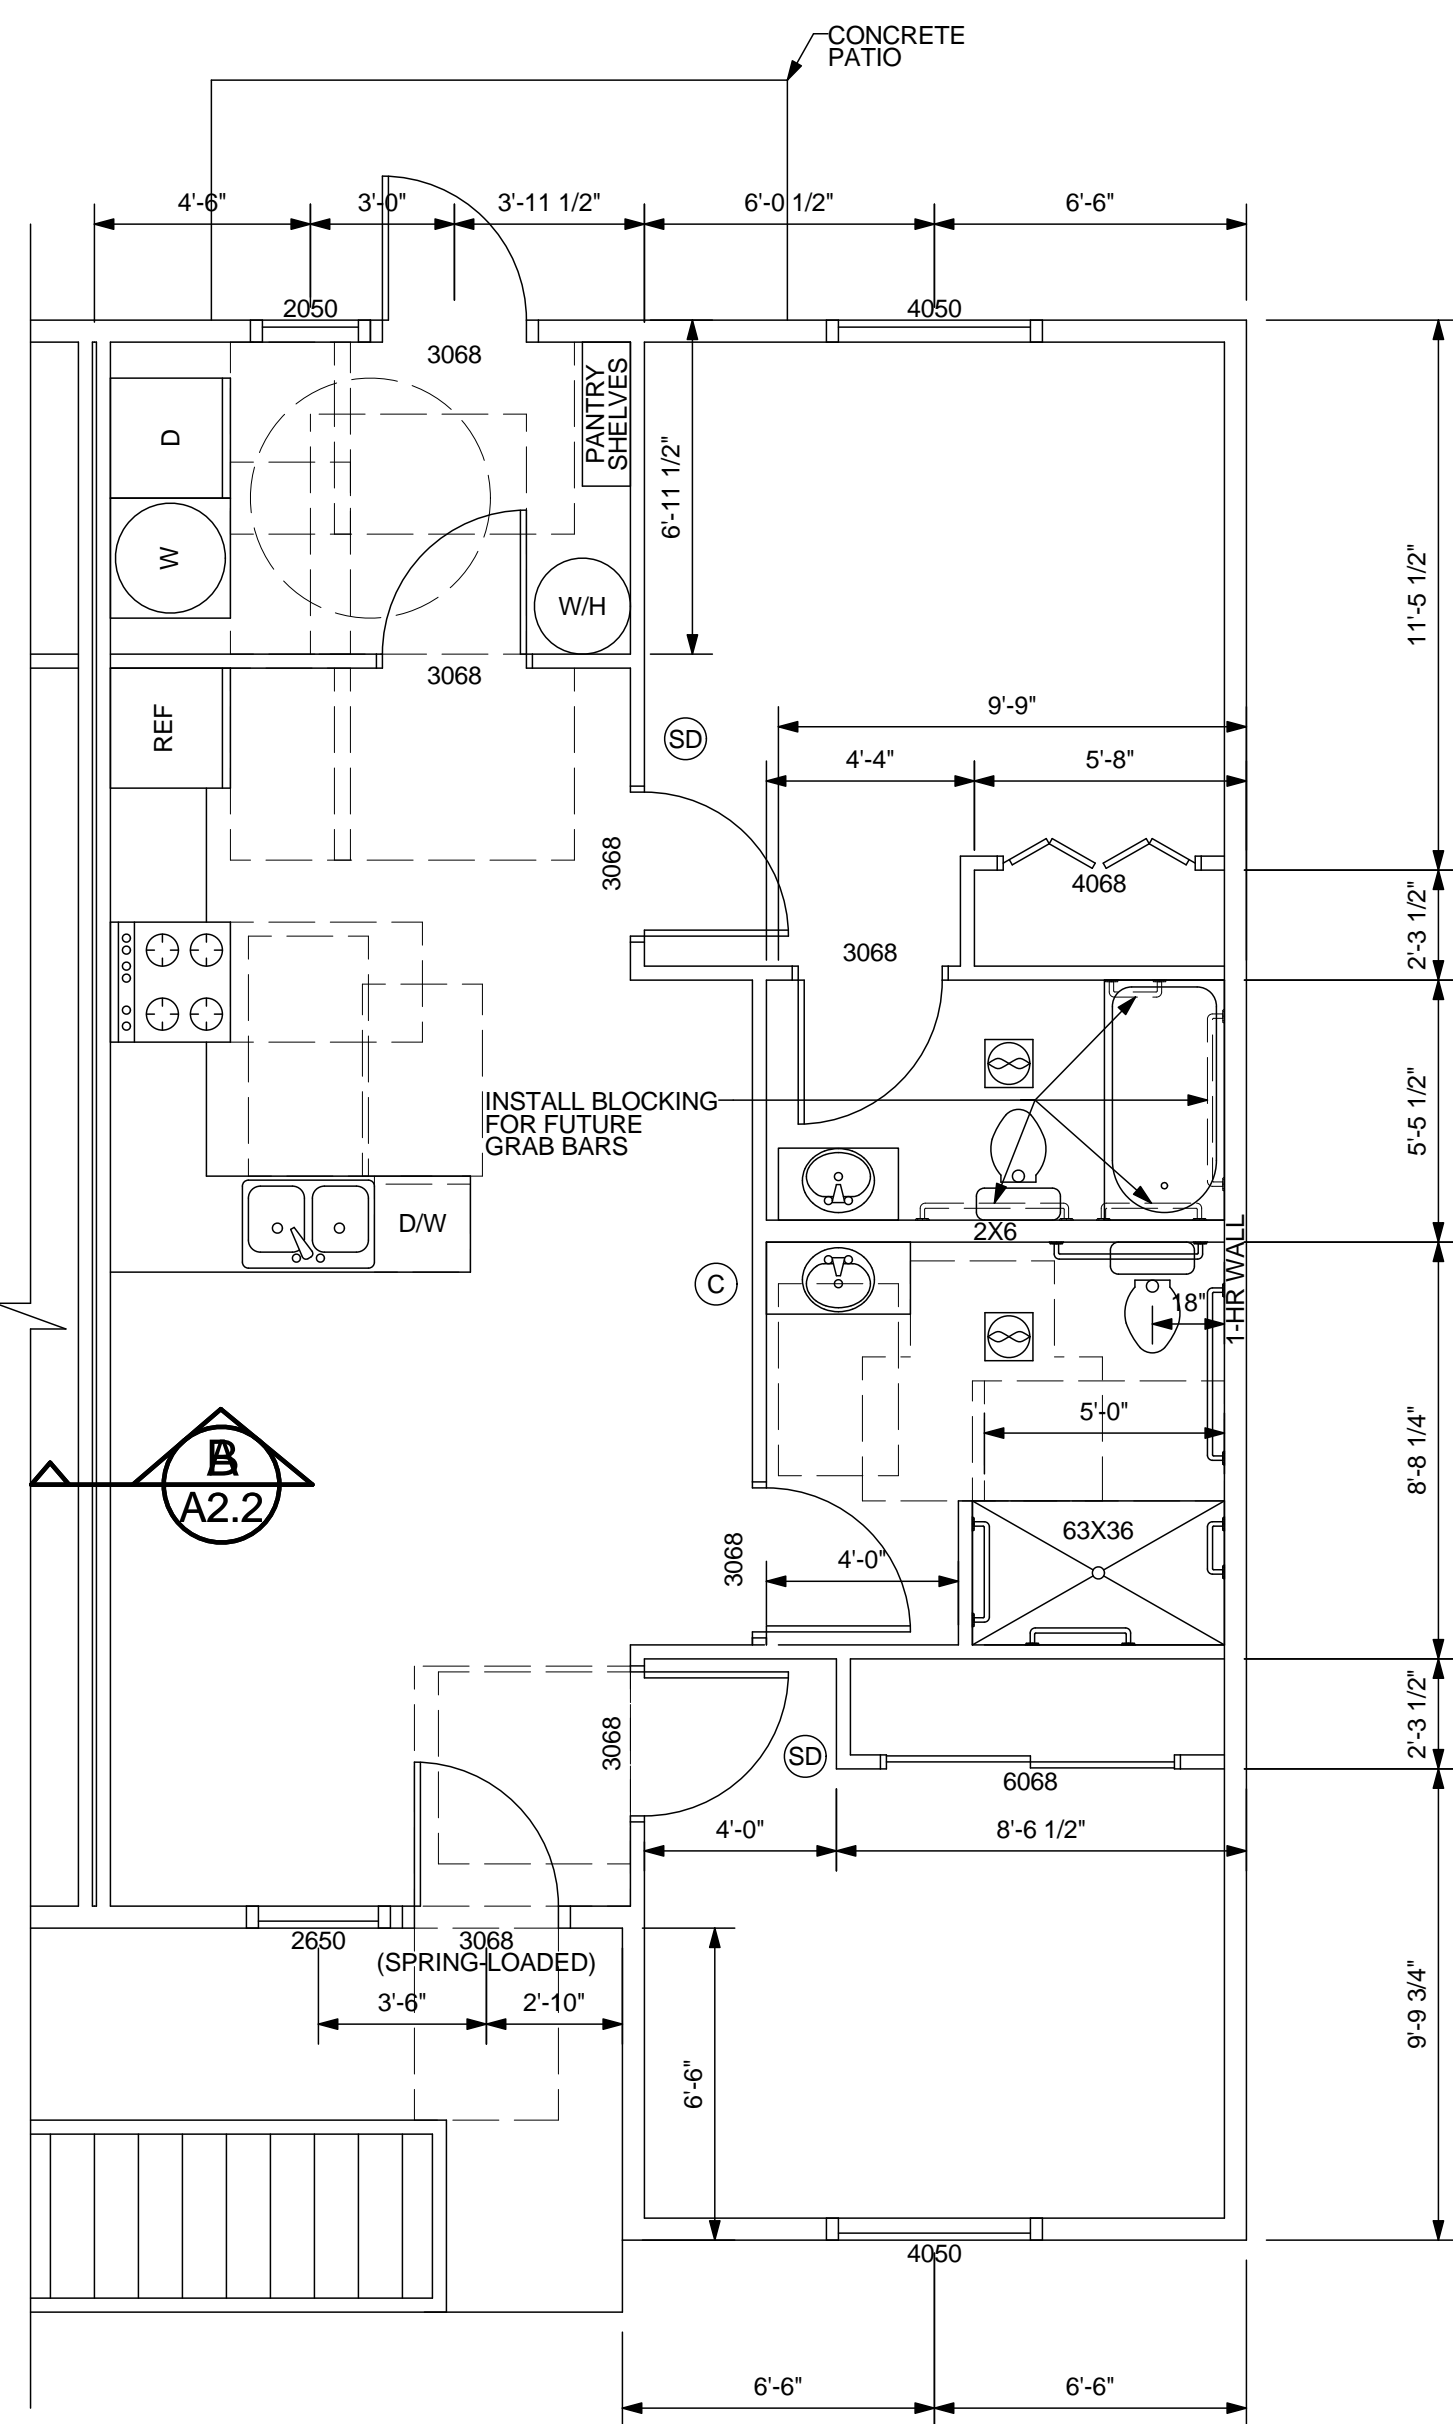 CONCRETE
PATIO
4'-6"
3'-0"
3'-11 1/2"
6'-0 1/2"
6'-6"
2050
4050
3068
PANTRY
SHELVES
D
6'-11 1/2"
W
11'-5 1/2"
W/H
3068
REF
SD
9'-9"
4'-4"
5'-8"
3068
4068
3068
2'-3 1/2"
INSTALL BLOCKING
FOR FUTURE
GRAB BARS
5'-5 1/2"
D/W
2X6
1-HR WALL
C
18"
5'-0"
8'-8 1/4"
B
A
A2.2
63X36
3068
4'-0"
3068
SD
2'-3 1/2"
6068
4'-0"
8'-6 1/2"
2650
3068
(SPRING-LOADED)
3'-6"
2'-10"
9'-9 3/4"
6'-6"
4050
6'-6"
6'-6"